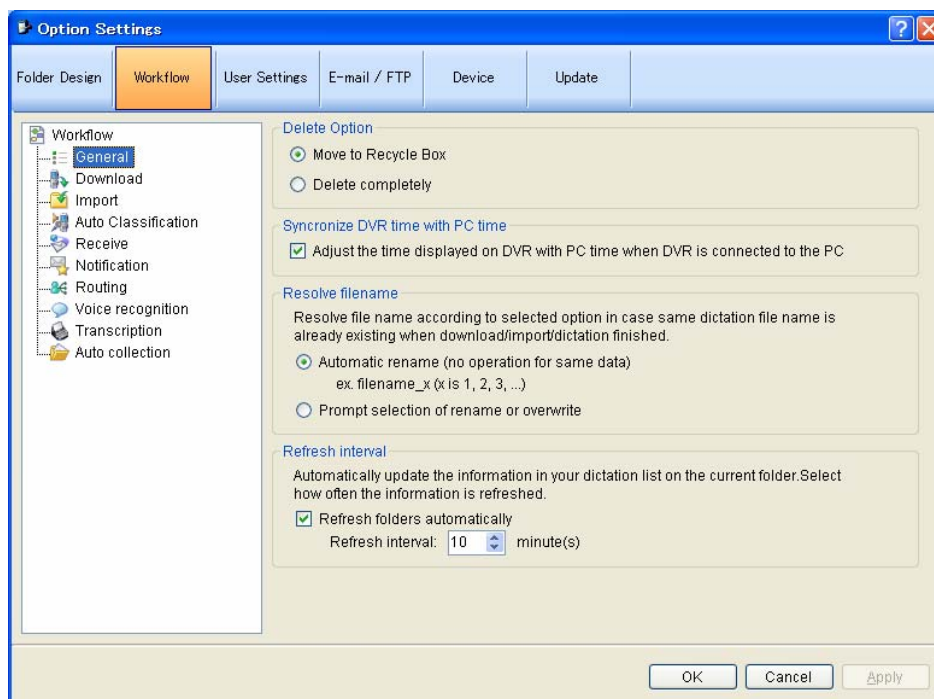 Option Settings
Folder Design
Workflow
User Settings
E-mail / FTP
Device
Update
Workflow
General
Download
Import
Auto Classification
Receive
Notification
Routing
Voice recognition
Transcription
Auto collection
Delete Option
Move to Recycle Box
Delete completely
Syncronize DVR time with PC time
Adjust the time displayed on DVR with PC time when DVR is connected to the PC
Resolve filename
Resolve file name according to selected option in case same dictation file name is
already existing when download/import/dictation finished.
Automatic rename (no operation for same data)
ex. filename_x (x is 1, 2, 3, ...)
Prompt selection of rename or overwrite
Refresh interval
Automatically update the information in your dictation list on the current folder.Select
how often the information is refreshed.
Refresh folders automatically
Refresh interval: 10 minute(s)
OK
Cancel
Apply